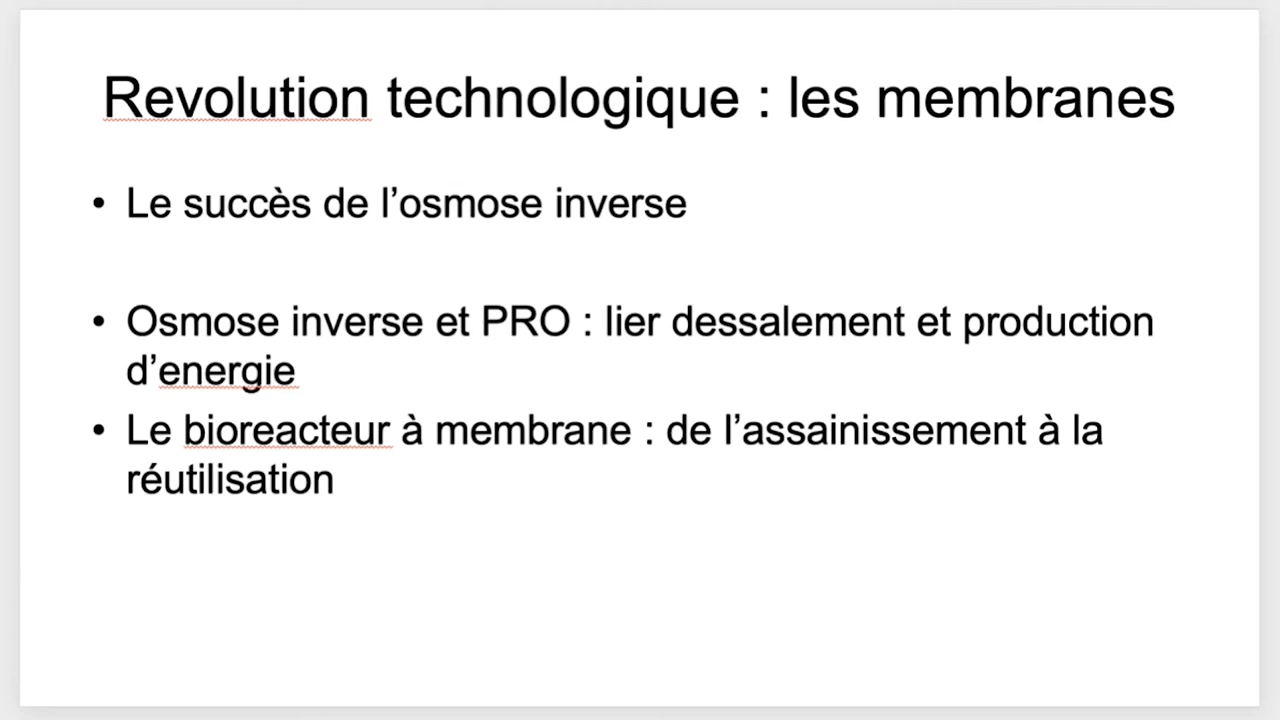 Revolution technologique : les membranes
• Le succès de l’osmose inverse
• Osmose inverse et PRO : lier dessalement et production
d’energie
• Le bioreacteur à membrane : de l’assainissement à la
réutilisation